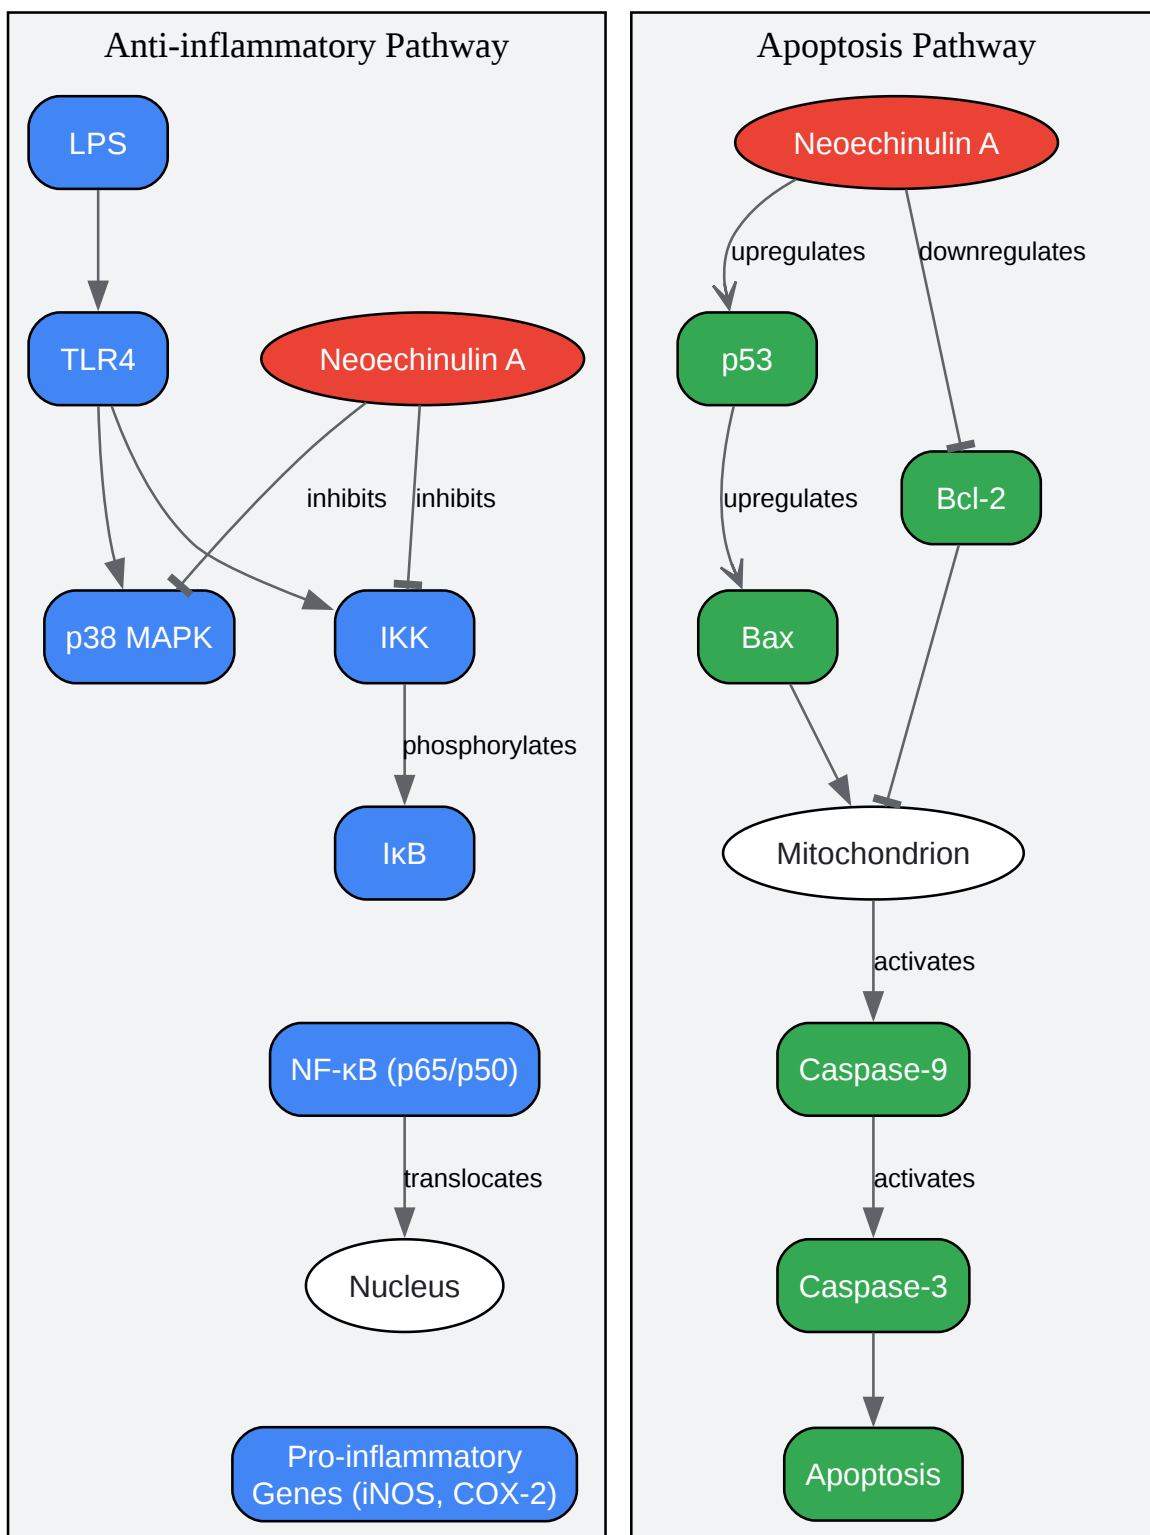 Anti-inflammatory Pathway
LPS
TLR4
Neoechinulin A
inhibits
inhibits
p38 MAPK
IKK
phosphorylates
IκB
NF-κB (p65/p50)
translocates
Nucleus
Pro-inflammatory
Genes (iNOS, COX-2)
Apoptosis Pathway
Neoechinulin A
upregulates
downregulates
p53
upregulates
Bcl-2
Bax
Mitochondrion
activates
Caspase-9
activates
Caspase-3
Apoptosis